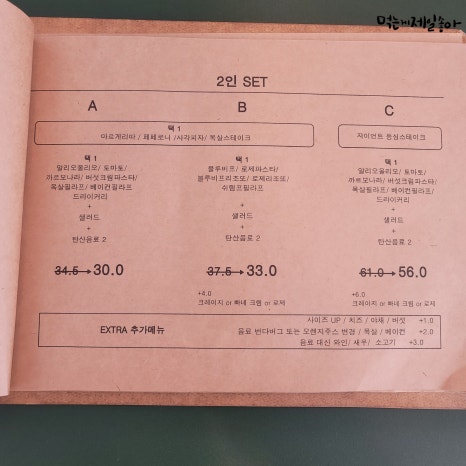 먹는게 제일 좋아
2인 SET
A B C
택 1
마르게리따 / 페페로니 / 사각피자 / 목살스테이크
자이언트 등심스테이크
택 1
알리오올리오/ 토마토/
까르보나라/ 버섯크림파스타/
목살필라프/ 베이컨필라프
드라이커리
+
샐러드
+
탄산음료 2
34.5→30.0
택 1
봉투비프/ 로제파스타/
볼루비프리조또/ 로제리조또/
쉬림프필라프
+
샐러드
+
탄산음료 2
37.5→33.0
+4.0
크레이지 or 빠네 크림 or 로제
택 1
알리오올리오/ 토마토/
까르보나라/ 버섯크림파스타/
목살필라프/ 베이컨필라프
드라이커리
+
샐러드
+
탄산음료 2
61.0→56.0
+6.0
크레이지 or 빠네 크림 or 로제
EXTRA 추가메뉴
사이즈 UP / 치즈 / 야채 / 버섯 +1.0
음료 번다버그 또는 오렌지주스 변경 / 목살 / 베이컨 +2.0
음료 대신 와인/ 새우/ 소고기 +3.0